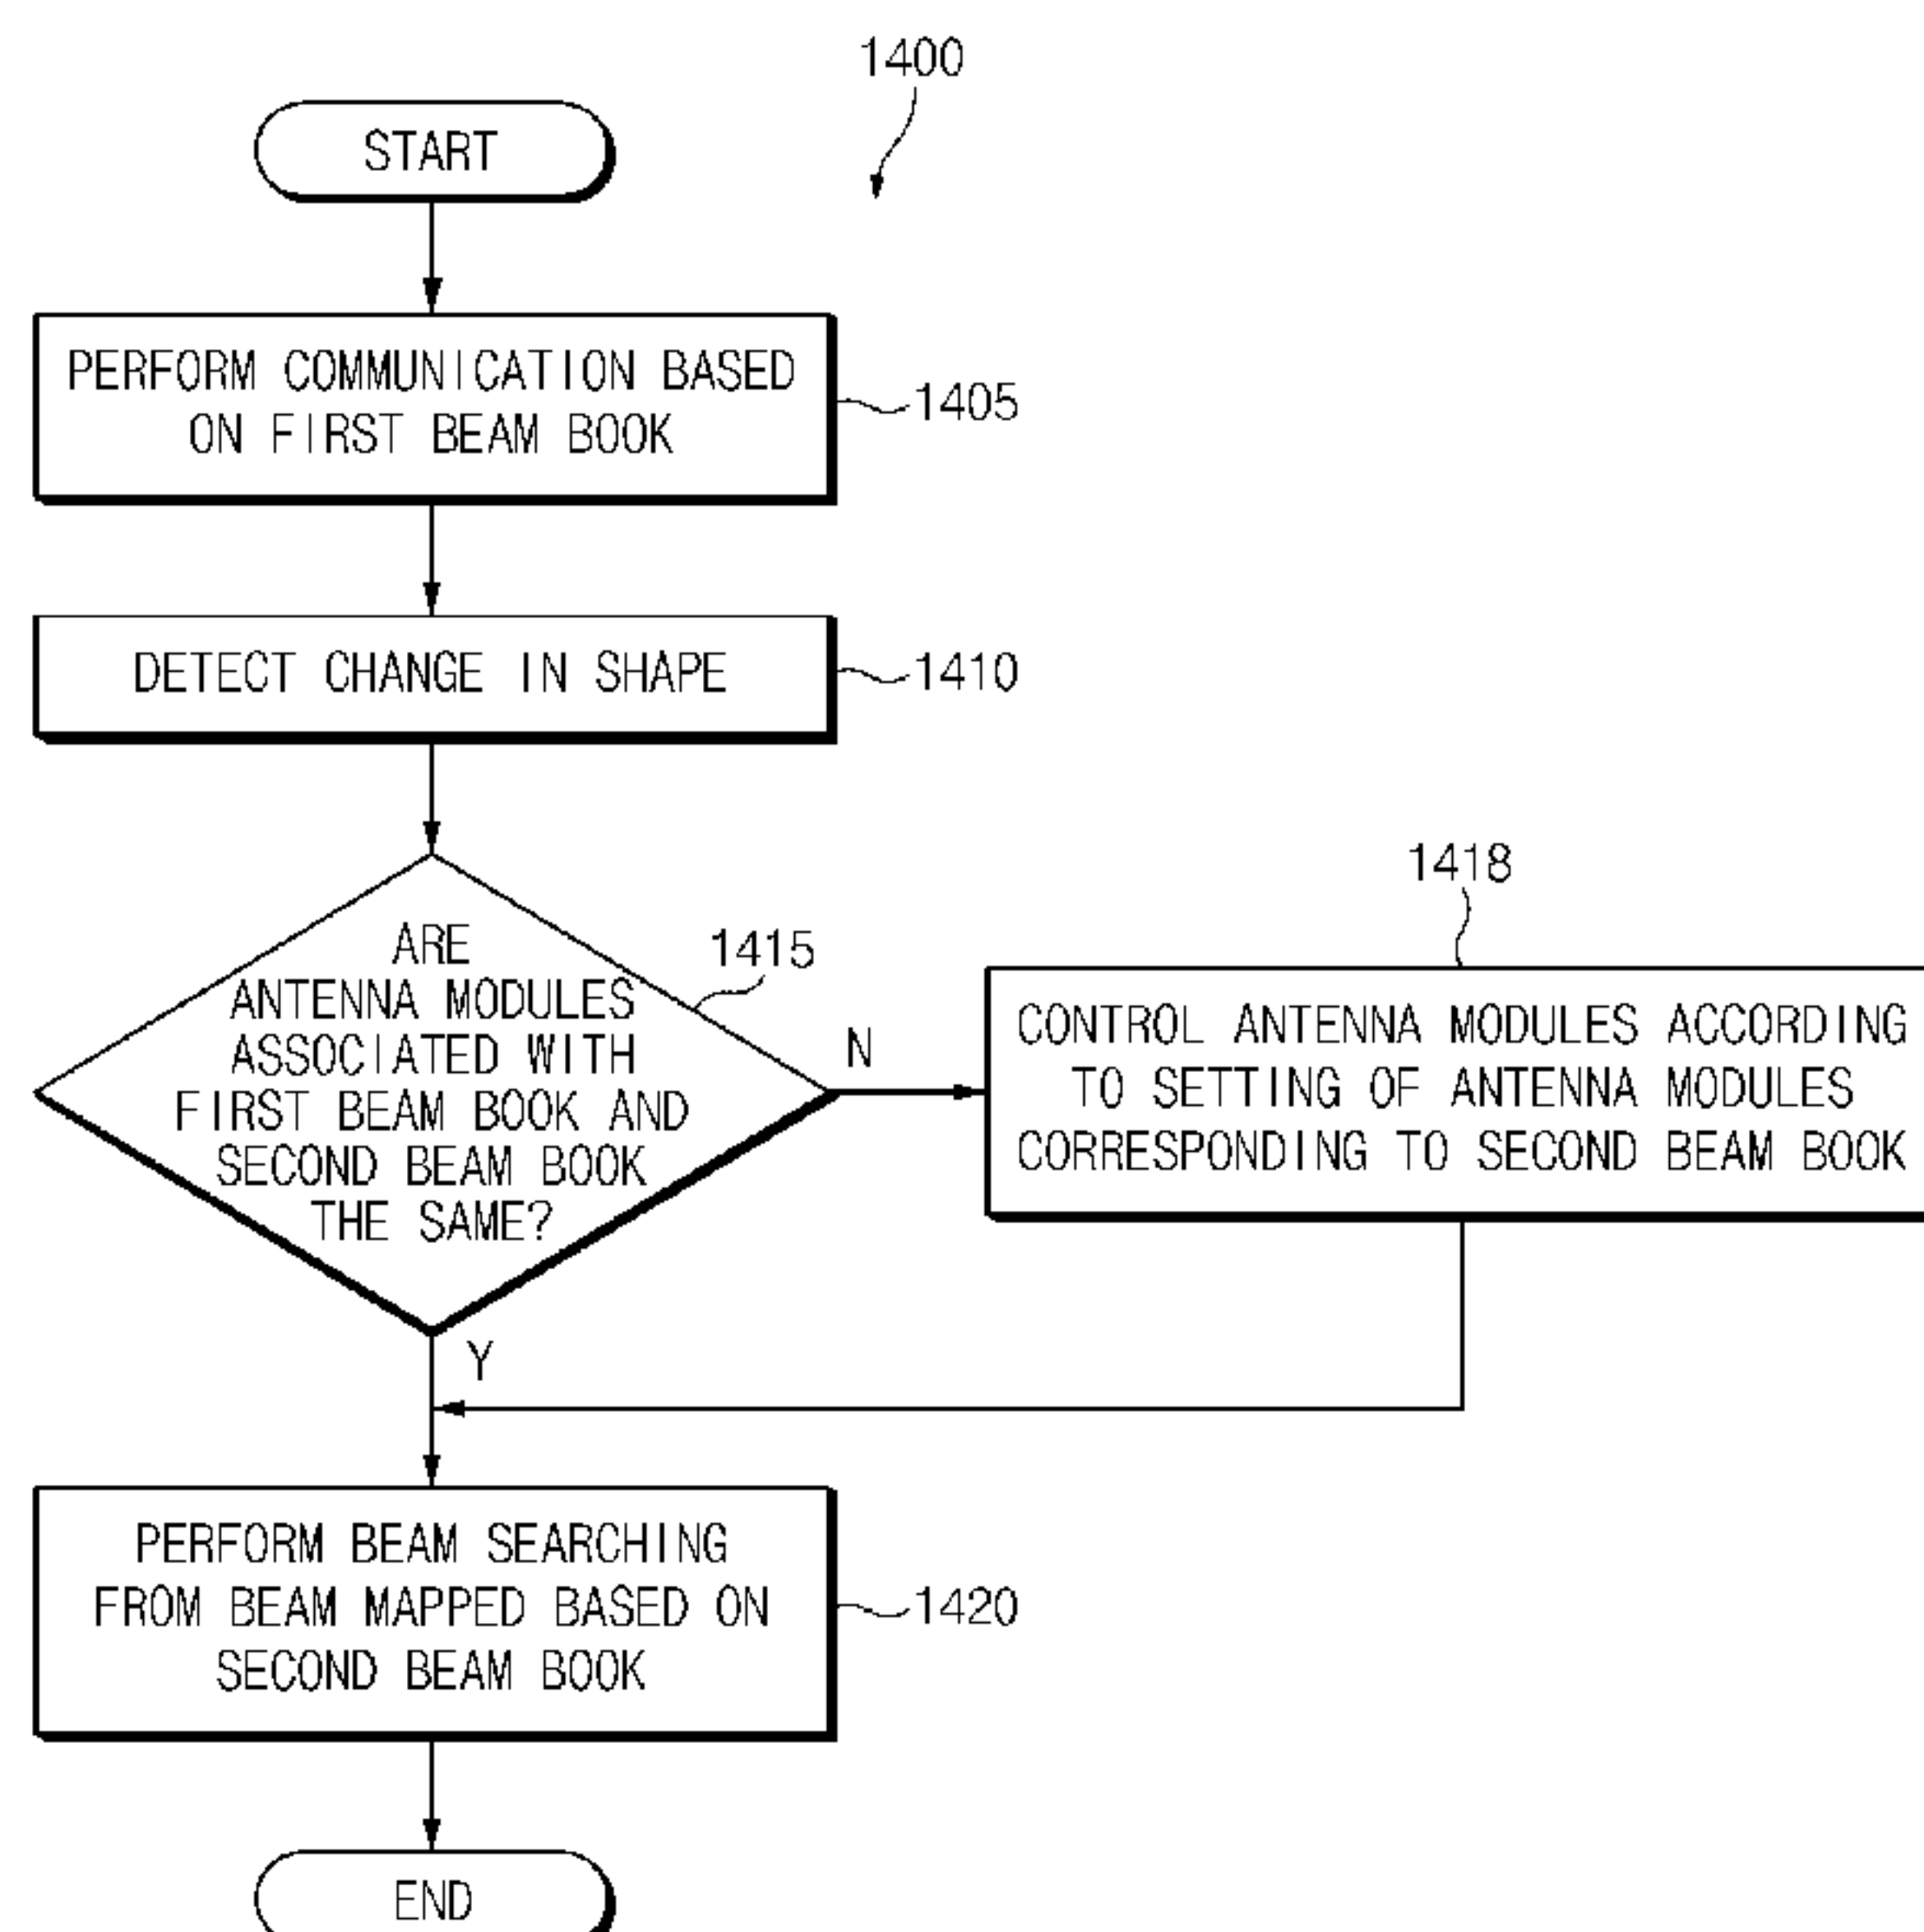 1400
START
PERFORM COMMUNICATION BASED
ON FIRST BEAM BOOK
1405
DETECT CHANGE IN SHAPE
1410
ARE
ANTENNA MODULES
ASSOCIATED WITH
FIRST BEAM BOOK AND
SECOND BEAM BOOK
THE SAME?
1415
N
1418
CONTROL ANTENNA MODULES ACCORDING
TO SETTING OF ANTENNA MODULES
CORRESPONDING TO SECOND BEAM BOOK
Y
PERFORM BEAM SEARCHING
FROM BEAM MAPPED BASED ON
SECOND BEAM BOOK
1420
END